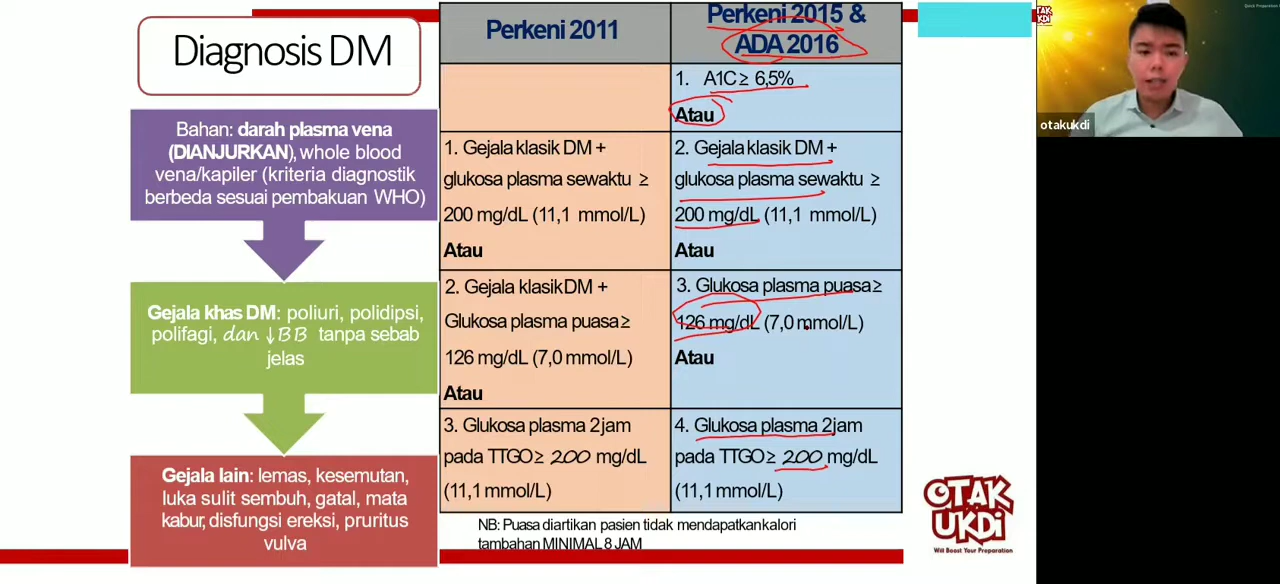 Diagnosis DM
Bahan: darah plasma vena
(DIANJURKAN), whole blood
vena/kapiler (kriteria diagnostik
berbeda sesuai pembakuan WHO)
Gejala khas DM: poliuri, polidipsi,
polifagi, dan ↓BB tanpa sebab
jelas
Gejala lain: lemas, kesemutan,
luka sulit sembuh, gatal, mata
kabur, disfungsi ereksi, pruritus
vulva
Perkeni 2011
Perkeni 2015 &
ADA 2016
1. A1C ≥ 6,5%
Atau
1. Gejala klasik DM +
glukosa plasma sewaktu ≥
200 mg/dL (11,1 mmol/L)
Atau
2. Gejala klasik DM +
glukosa plasma sewaktu ≥
200 mg/dL (11,1 mmol/L)
Atau
2. Gejala klasik DM +
Glukosa plasma puasa ≥
126 mg/dL (7,0 mmol/L)
Atau
3. Glukosa plasma puasa ≥
126 mg/dL (7,0 mmol/L)
Atau
3. Glukosa plasma 2 jam
pada TTGO ≥ 200 mg/dL
(11,1 mmol/L)
4. Glukosa plasma 2 jam
pada TTGO ≥ 200 mg/dL
(11,1 mmol/L)
NB: Puasa diartikan pasien tidak mendapatkan kalori
tambahan MINIMAL 8 JAM
OTAK
UKDI
Will Boost Your Preparation
OTAK
UKDI
otakukdi